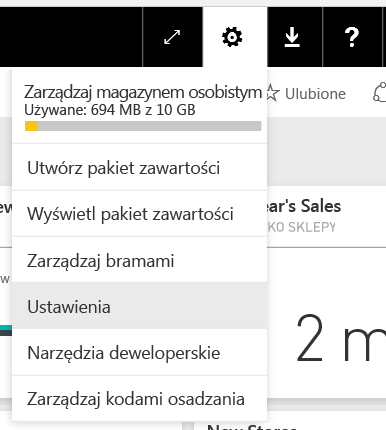 ?
Zarządzaj magazynem osobistym
Używane: 694 MB z 10 GB
Ulubione
Utwórz pakiet zawartości
Wyświetl pakiet zawartości
ear's Sales
KO SKLEPY
Zarządzaj bramami
Ustawienia
2 m
Narzędzia deweloperskie
Zarządzaj kodami osadzania
New Stores